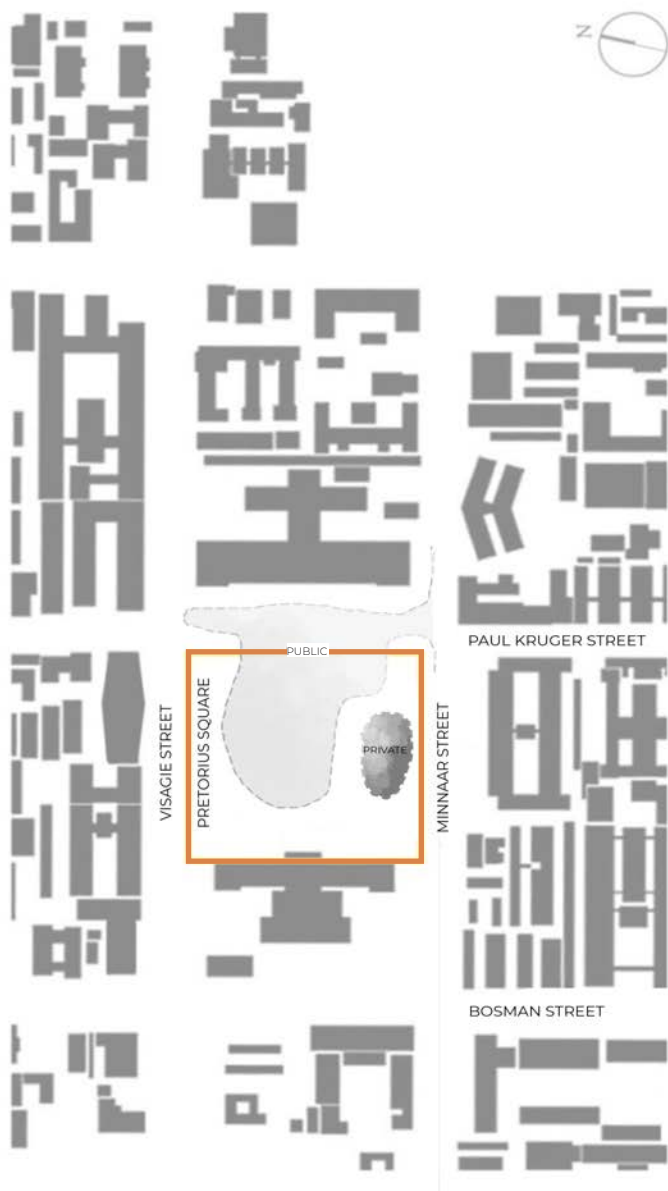 N
PAUL KRUGER STREET
PUBLIC
VISAGIE STREET
PRETORIUS SQUARE
PRIVATE
MINNAAR STREET
BOSMAN STREET